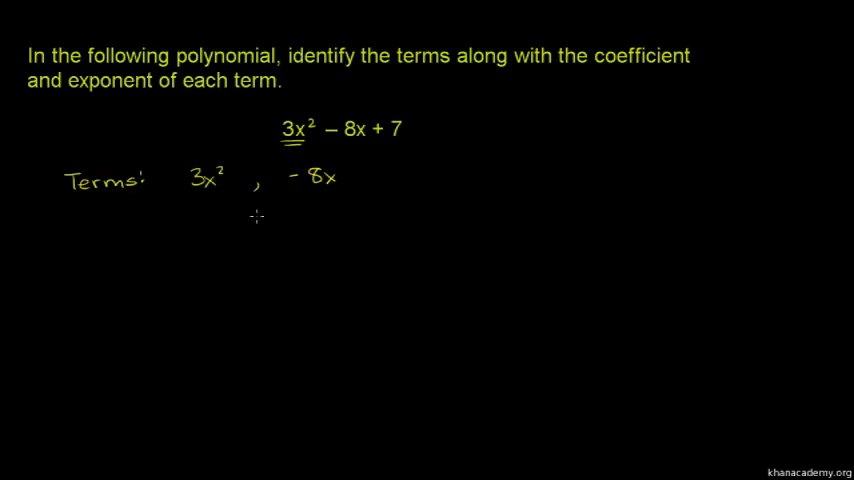 In the following polynomial, identify the terms along with the coefficient
and exponent of each term.
3x² – 8x + 7
Terms: 3x² , - 8x
khanacademy.org